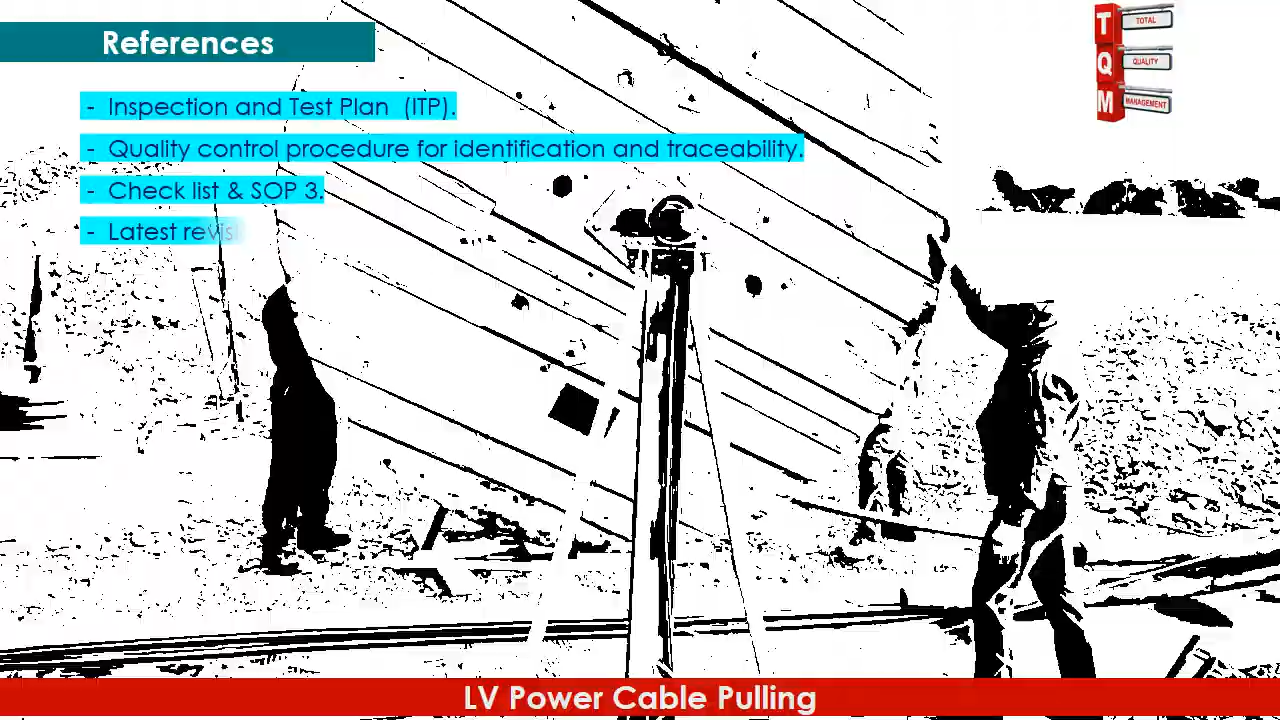 References
- Inspection and Test Plan (ITP).
- Quality control procedure for identification and traceability.
- Check list & SOP 3.
- Latest
TOTAL
QUALITY
MANAGEMENT
TQM
LV Power Cable Pulling